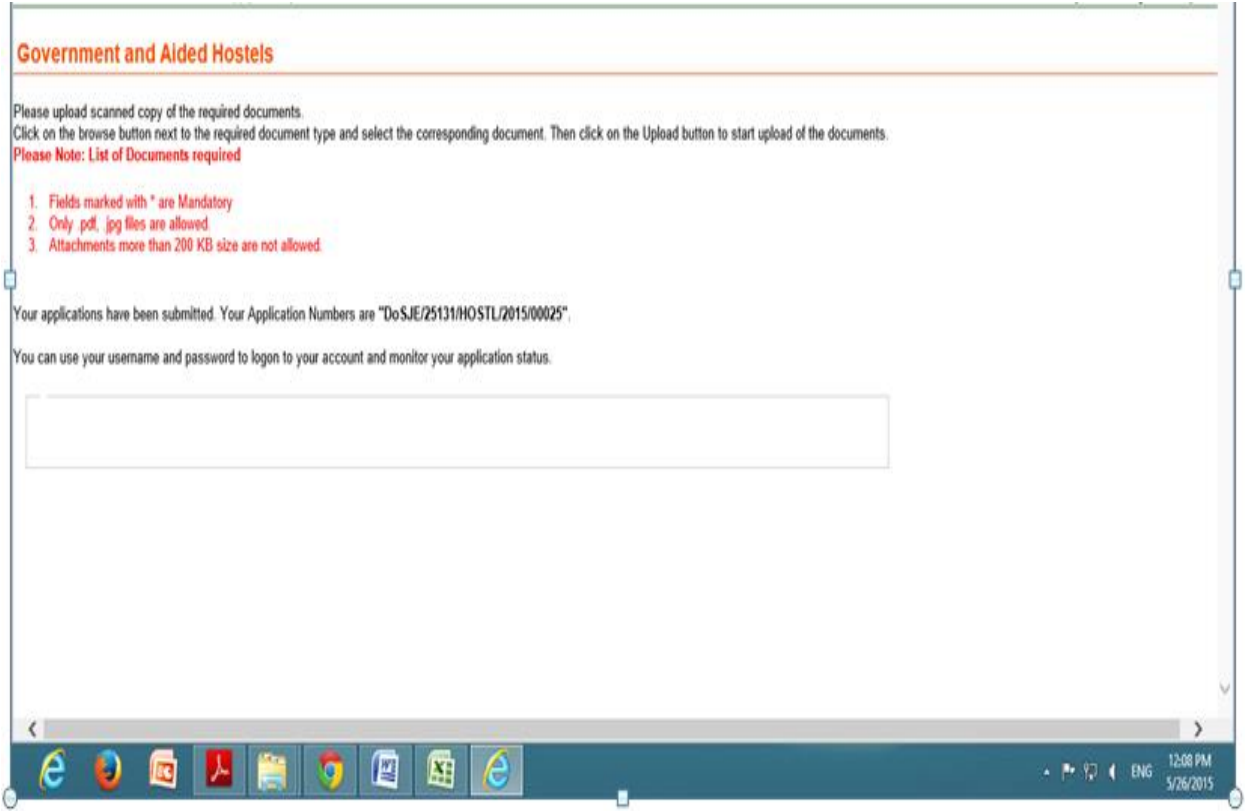 Government and Aided Hostels
Please upload scanned copy of the required documents.
Click on the browse button next to the required document type and select the corresponding document. Then click on the Upload button to start upload of the documents.
Please Note: List of Documents required
1. Fields marked with * are Mandatory
2. Only .pdf, .jpg files are allowed
3. Attachments more than 200 KB size are not allowed.
Your applications have been submitted. Your Application Numbers are "DoSJE/25131/HOSTL/2015/00025".
You can use your username and password to logon to your account and monitor your application status.
ENG
12:08 PM
5/26/2015